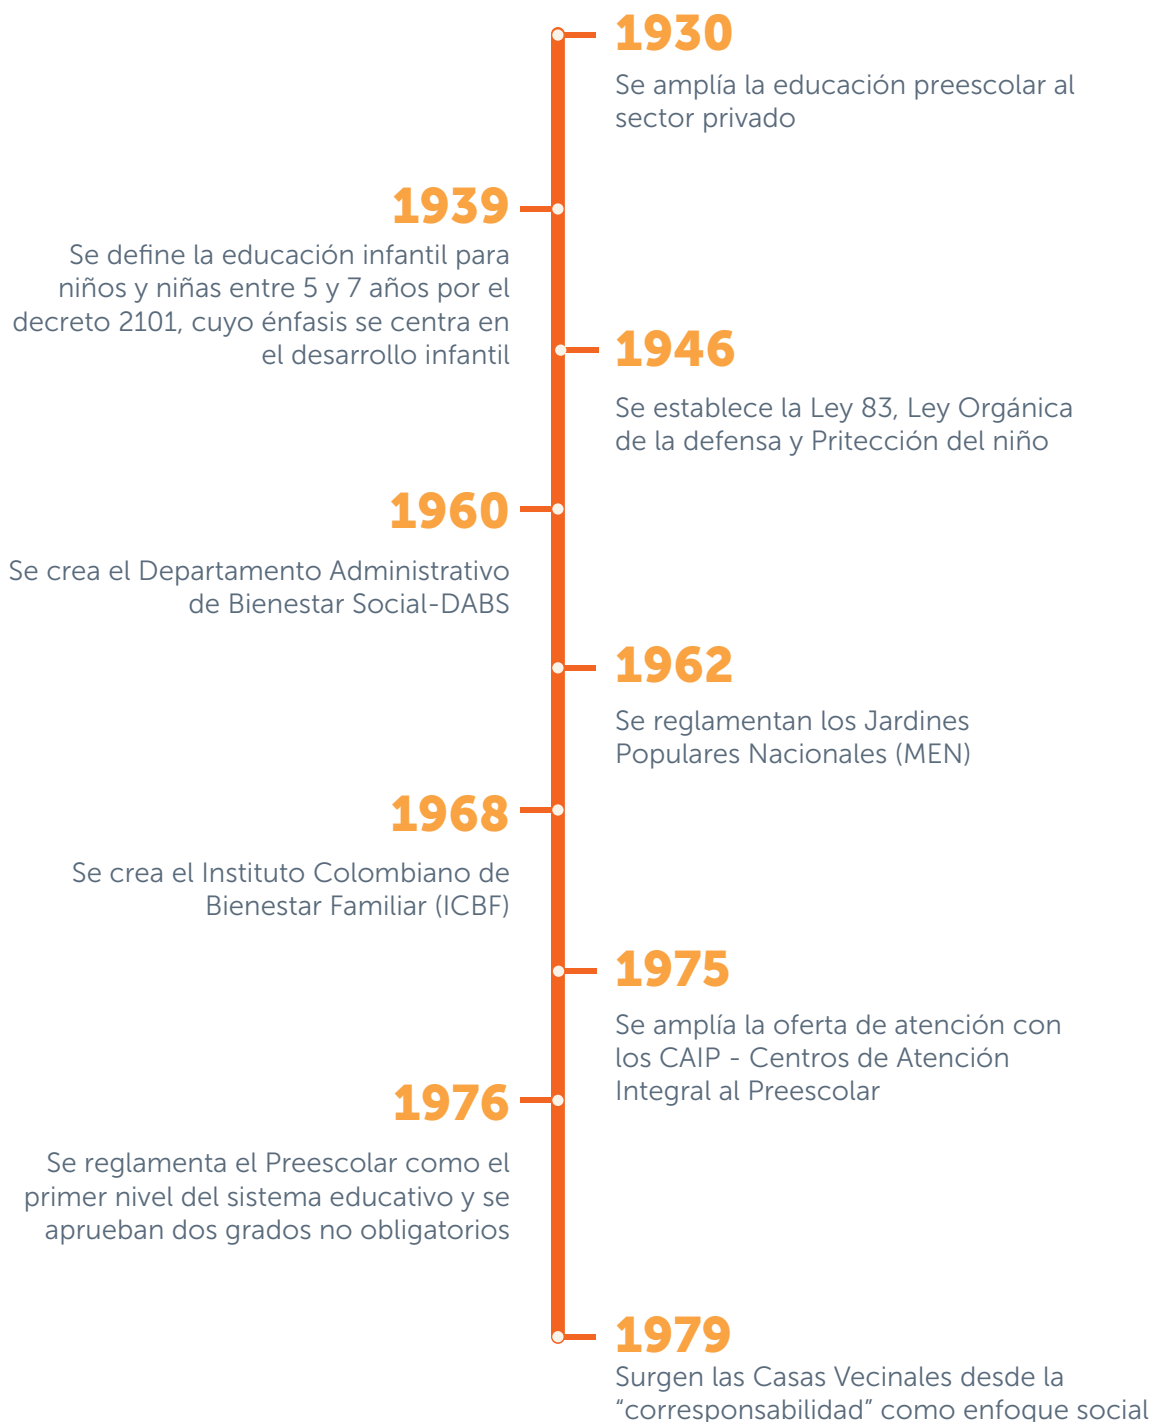 1930
Se amplía la educación preescolar al
sector privado
1939
Se define la educación infantil para
niños y niñas entre 5 y 7 años por el
decreto 2101, cuyo énfasis se centra en
el desarrollo infantil
1946
Se establece la Ley 83, Ley Orgánica
de la defensa y Pritección del niño
1960
Se crea el Departamento Administrativo
de Bienestar Social-DABS
1962
Se reglamentan los Jardines
Populares Nacionales (MEN)
1968
Se crea el Instituto Colombiano de
Bienestar Familiar (ICBF)
1975
Se amplía la oferta de atención con
los CAIP - Centros de Atención
Integral al Preescolar
1976
Se reglamenta el Preescolar como el
primer nivel del sistema educativo y se
aprueban dos grados no obligatorios
1979
Surgen las Casas Vecinales desde la
“corresponsabilidad” como enfoque social